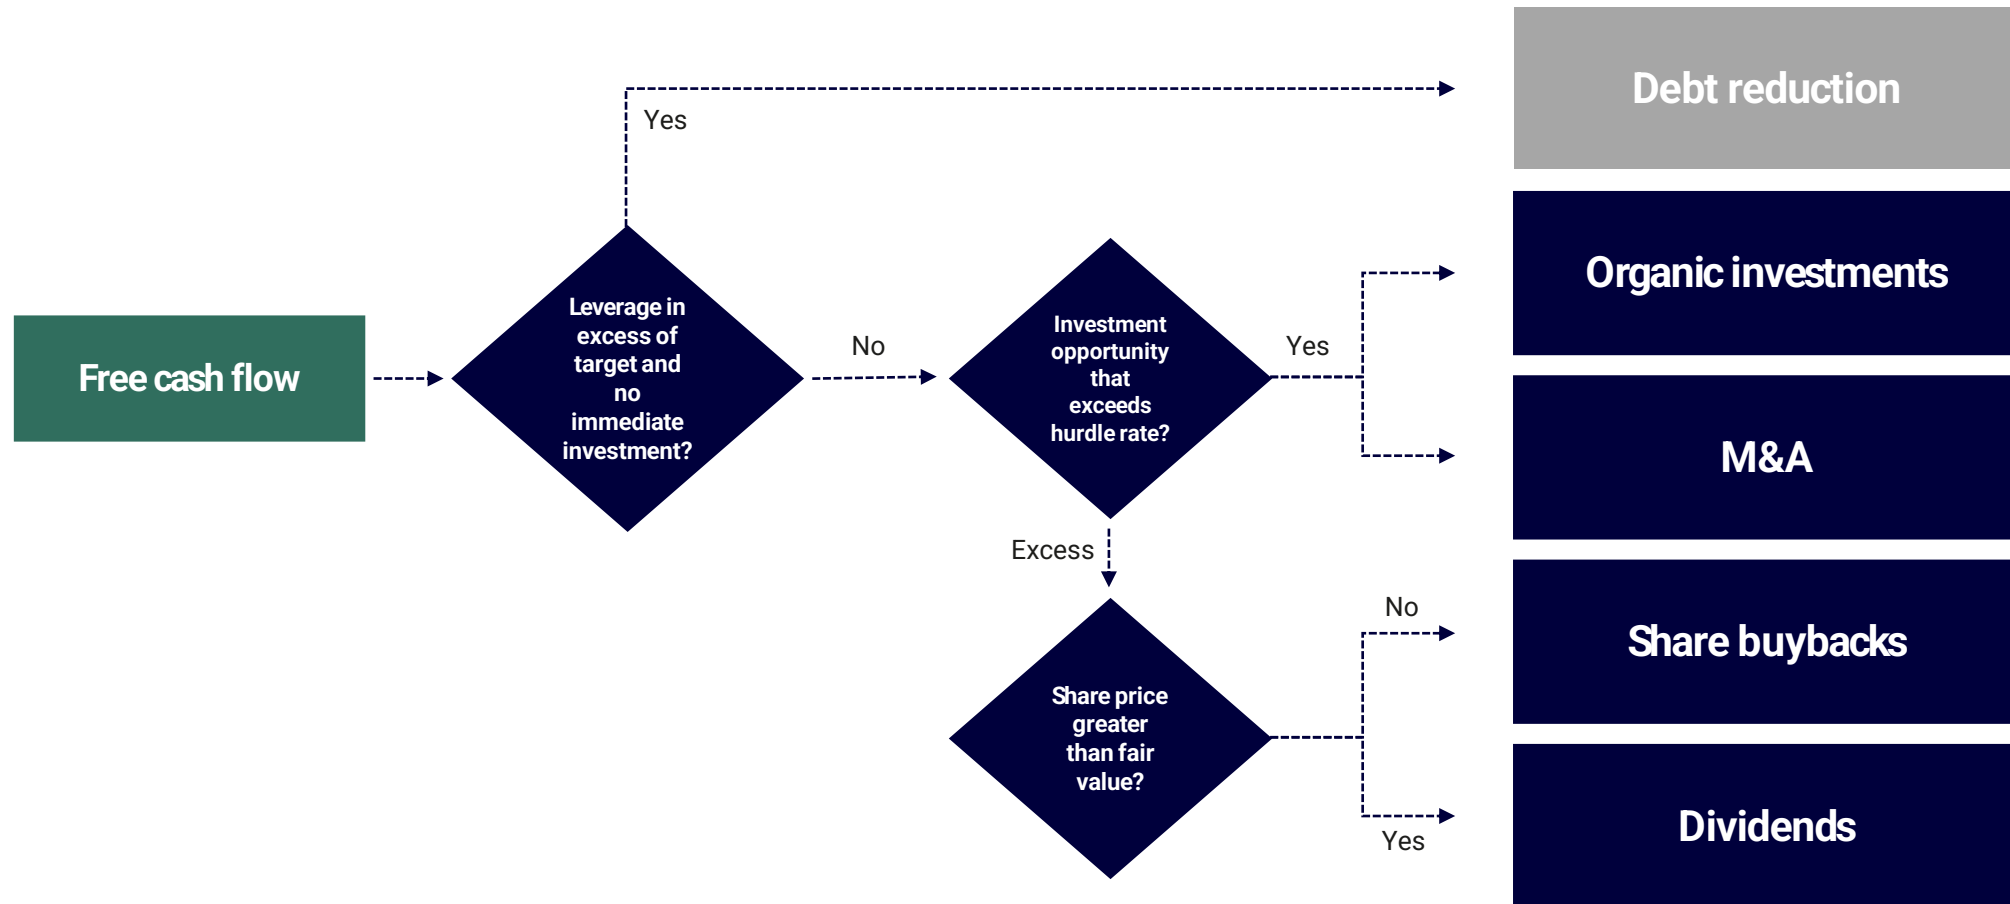 Debt reduction
Yes
Organic investments
Leverage in
excess of
target and
no
immediate
investment?
Investment
opportunity
that
exceeds
hurdle rate?
Free cash flow
No
Yes
M&A
Excess
Share buybacks
No
Share price
greater
than fair
value?
Dividends
Yes